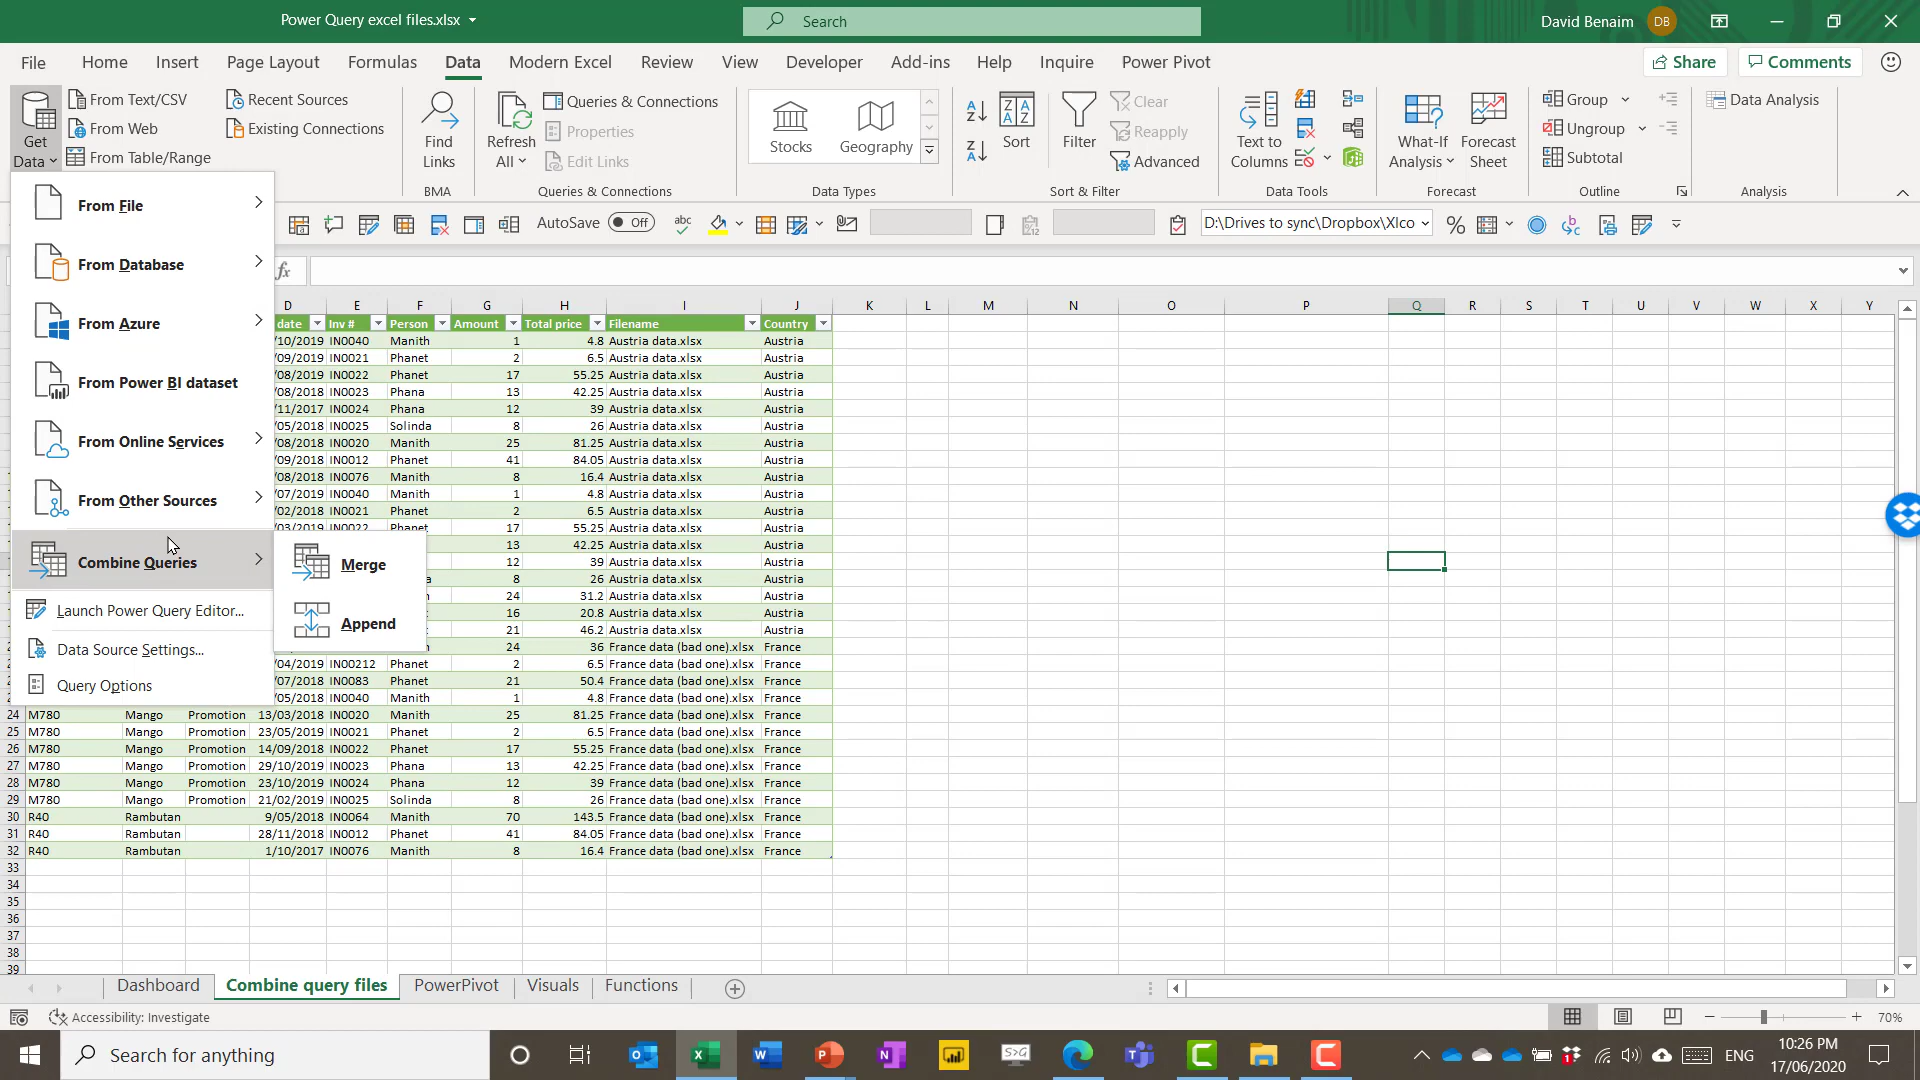 Power Query excel files.xlsx
Search
David Benaim
DB
File
Home
Insert
Page Layout
Formulas
Data
Modern Excel
Review
View
Developer
Add-ins
Help
Inquire
Power Pivot
Share
Comments
Get Data
From Text/CSV
From Web
From Table/Range
Recent Sources
Existing Connections
Find Links
BMA
Refresh All
Queries & Connections
Properties
Edit Links
Queries & Connections
Stocks
Geography
Data Types
Sort
Filter
Clear
Reapply
Advanced
Sort & Filter
Text to Columns
Data Tools
What-If Analysis
Forecast Sheet
Forecast
Group
Ungroup
Subtotal
Outline
Data Analysis
Analysis
From File
From Database
From Azure
From Power BI dataset
From Online Services
From Other Sources
Combine Queries
Launch Power Query Editor...
Data Source Settings...
Query Options
Merge
Append
AutoSave Off
D:\Drives to sync\Dropbox\Xlco
fx
D E F G H I J K L M N O P Q R S T U V W X Y
date Inv # Person Amount Total price Filename Country
/10/2019 IN0040 Manith 1 4.8 Austria data.xlsx Austria
/09/2019 IN0021 Phanet 2 6.5 Austria data.xlsx Austria
/08/2019 IN0022 Phanet 17 55.25 Austria data.xlsx Austria
/08/2019 IN0023 Phana 13 42.25 Austria data.xlsx Austria
/11/2017 IN0024 Phana 12 39 Austria data.xlsx Austria
/05/2018 IN0025 Solinda 8 26 Austria data.xlsx Austria
/08/2018 IN0020 Manith 25 81.25 Austria data.xlsx Austria
/09/2018 IN0012 Phanet 41 84.05 Austria data.xlsx Austria
/08/2018 IN0076 Manith 8 16.4 Austria data.xlsx Austria
/07/2019 IN0040 Manith 1 4.8 Austria data.xlsx Austria
/02/2018 IN0021 Phanet 2 6.5 Austria data.xlsx Austria
/03/2019 IN0022 Phanet 17 55.25 Austria data.xlsx Austria
13 42.25 Austria data.xlsx Austria
12 39 Austria data.xlsx Austria
a 8 26 Austria data.xlsx Austria
24 31.2 Austria data.xlsx Austria
16 20.8 Austria data.xlsx Austria
21 46.2 Austria data.xlsx Austria
24 36 France data (bad one).xlsx France
/04/2019 IN00212 Phanet 2 6.5 France data (bad one).xlsx France
/07/2018 IN0083 Phanet 21 50.4 France data (bad one).xlsx France
/05/2018 IN0040 Manith 1 4.8 France data (bad one).xlsx France
24 M780 Mango Promotion 13/03/2018 IN0020 Manith 25 81.25 France data (bad one).xlsx France
25 M780 Mango Promotion 23/05/2019 IN0021 Phanet 2 6.5 France data (bad one).xlsx France
26 M780 Mango Promotion 14/09/2018 IN0022 Phanet 17 55.25 France data (bad one).xlsx France
27 M780 Mango Promotion 29/10/2019 IN0023 Phana 13 42.25 France data (bad one).xlsx France
28 M780 Mango Promotion 23/10/2019 IN0024 Phana 12 39 France data (bad one).xlsx France
29 M780 Mango Promotion 21/02/2019 IN0025 Solinda 8 26 France data (bad one).xlsx France
30 R40 Rambutan 9/05/2018 IN0064 Manith 70 143.5 France data (bad one).xlsx France
31 R40 Rambutan 28/11/2018 IN0012 Phanet 41 84.05 France data (bad one).xlsx France
32 R40 Rambutan 1/10/2017 IN0076 Manith 8 16.4 France data (bad one).xlsx France
33
34
35
36
37
38
39
Dashboard
Combine query files
PowerPivot
Visuals
Functions
Accessibility: Investigate
70%
Search for anything
ENG
10:26 PM
17/06/2020